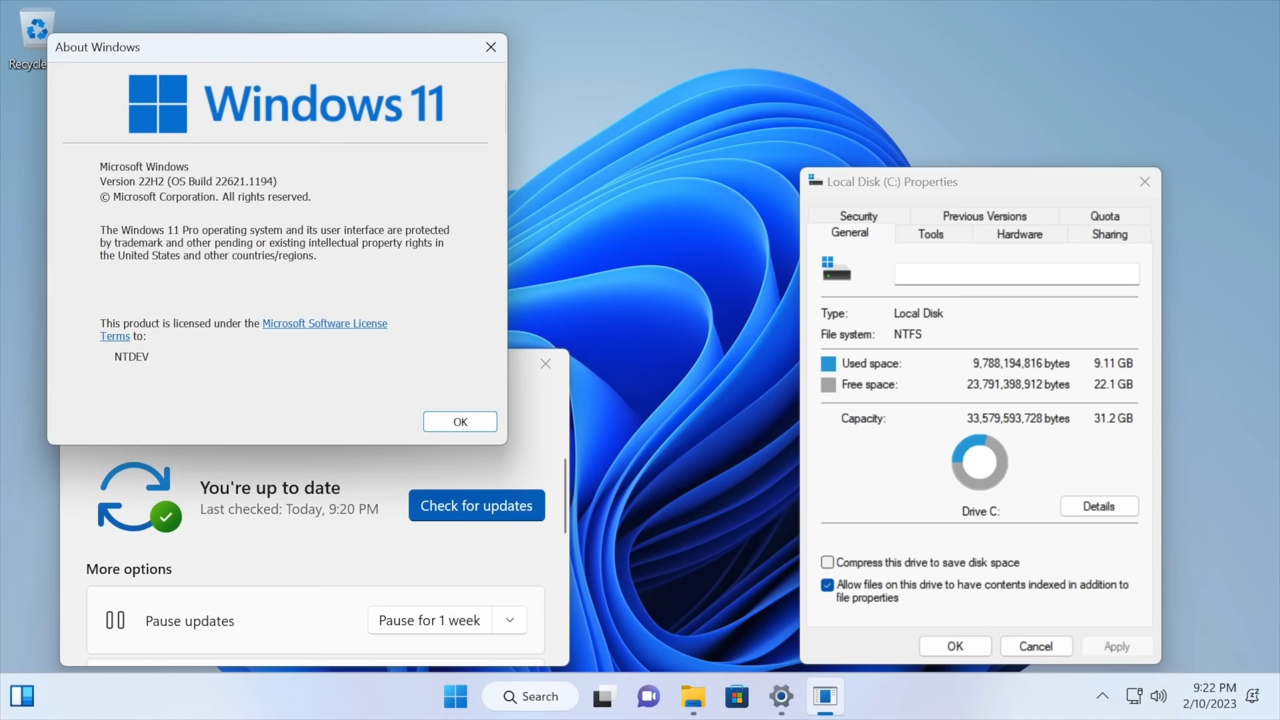 Recycle
About Windows
Windows 11
Microsoft Windows
Version 22H2 (OS Build 22621.1194)
© Microsoft Corporation. All rights reserved.
The Windows 11 Pro operating system and its user interface are protected
by trademark and other pending or existing intellectual property rights in
the United States and other countries/regions.
This product is licensed under the Microsoft Software License
Terms to:
NTDEV
OK
You're up to date
Last checked: Today, 9:20 PM
Check for updates
More options
Pause updates
Pause for 1 week
Local Disk (C:) Properties
Security Previous Versions Quota
General Tools Hardware Sharing
Type: Local Disk
File system: NTFS
Used space: 9,788,194,816 bytes 9.11 GB
Free space: 23,791,398,912 bytes 22.1 GB
Capacity: 33,579,593,728 bytes 31.2 GB
Drive C:
Details
Compress this drive to save disk space
Allow files on this drive to have contents indexed in addition to
file properties
OK Cancel Apply
Search
9:22 PM
2/10/2023